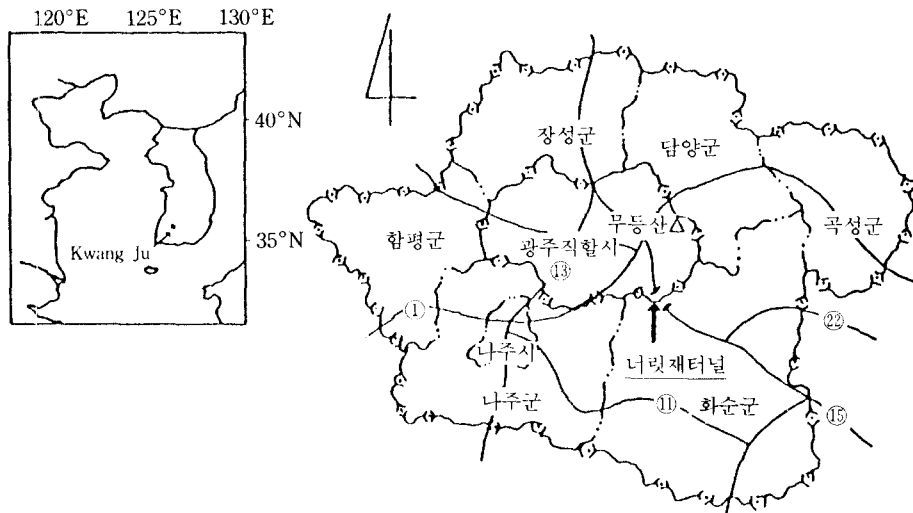 120°E 125°E 130°E
40°N
35°N
Kwang ju
장성군
담양군
무등산
곡성군
함평군
광주직할시
⑬
①
㉒
나주시
너릿재터널
나주군
⑪
화순군
⑮